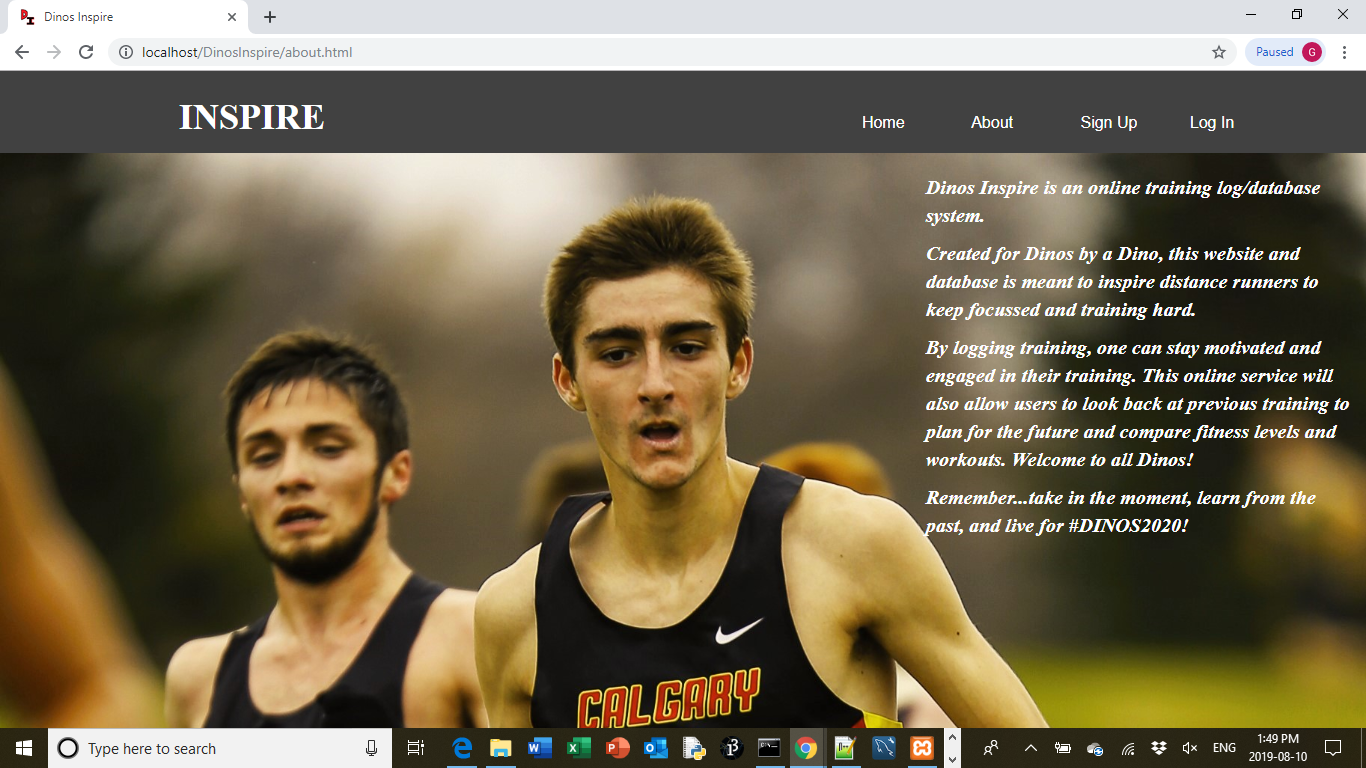 Dinos Inspire
localhost/DinosInspire/about.html
Paused G
INSPIRE
Home About Sign Up Log In
Dinos Inspire is an online training log/database
system.
Created for Dinos by a Dino, this website and
database is meant to inspire distance runners to
keep focussed and training hard.
By logging training, one can stay motivated and
engaged in their training. This online service will
also allow users to look back at previous training to
plan for the future and compare fitness levels and
workouts. Welcome to all Dinos!
Remember...take in the moment, learn from the
past, and live for #DINOS2020!
CALGARY
Type here to search
ENG
1:49 PM
2019-08-10